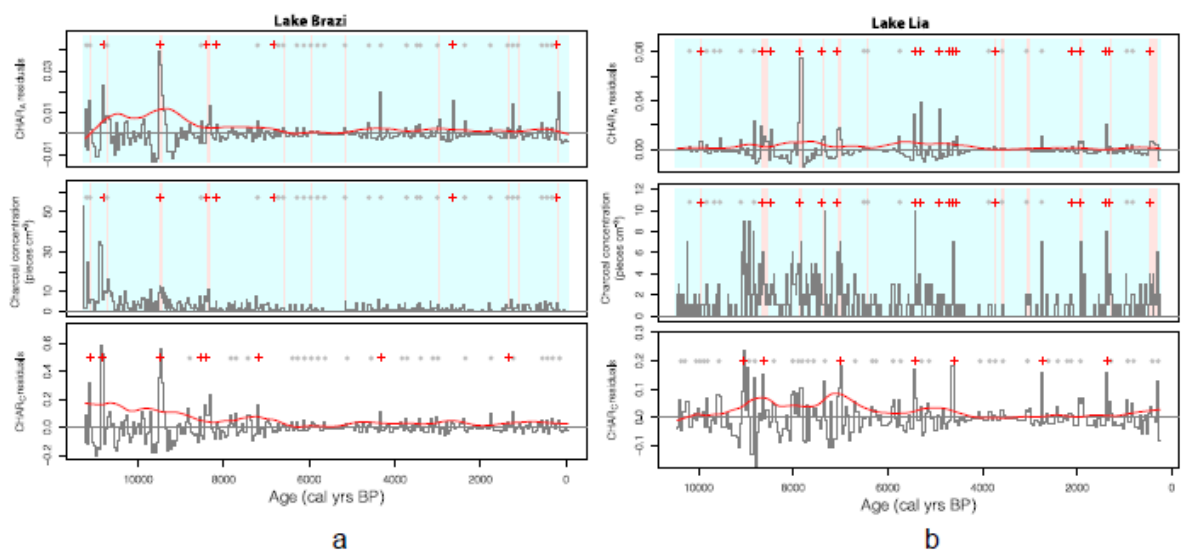 Lake Brazi
CHAR_A residuals
0.03
0.01
-0.01
Charcoal concentration
(pieces cm⁻³)
50
30
10
0
CHAR_C residuals
0.6
0.4
0.2
0.0
-0.2
10000 8000 6000 4000 2000 0
Age (cal yrs BP)
a
Lake Lia
CHAR_A residuals
0.08
0.04
0.00
Charcoal concentration
(pieces cm⁻³)
12
10
8
6
4
2
0
CHAR_C residuals
0.3
0.2
0.1
0.0
-0.1
10000 8000 6000 4000 2000 0
Age (cal yrs BP)
b